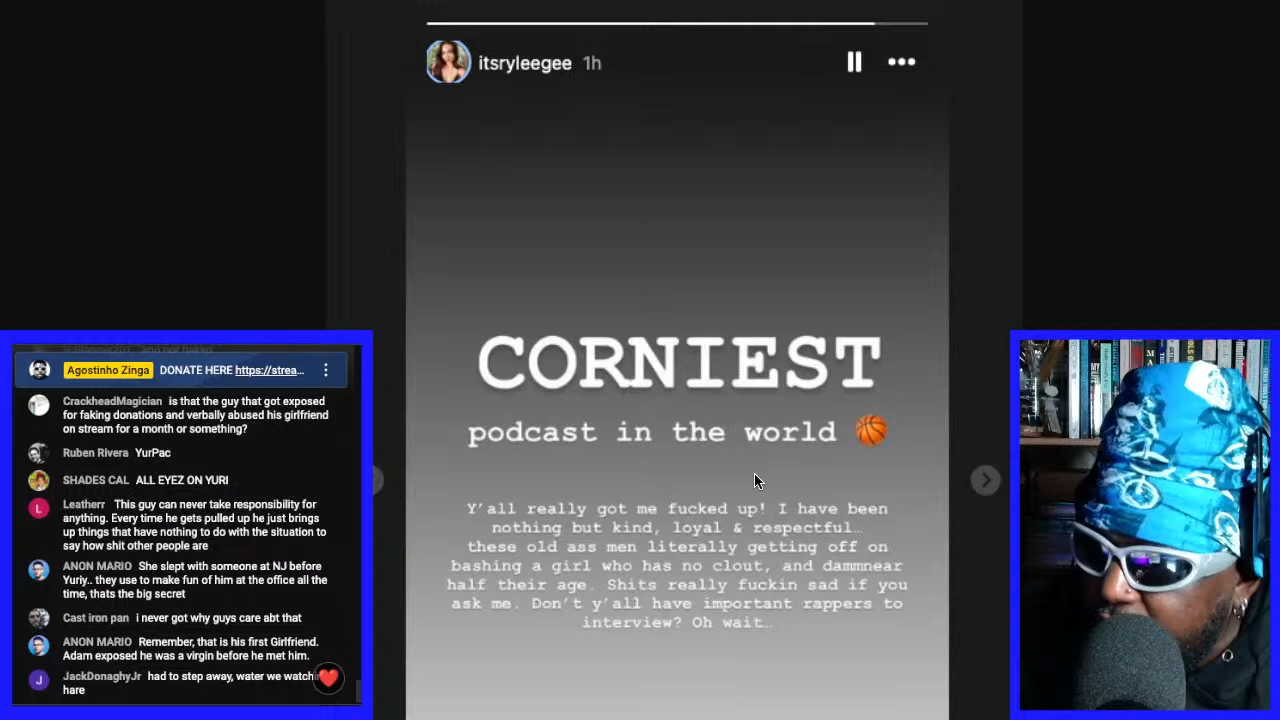 itsryleegee 1h
CORNIEST
podcast in the world 🏀
Y'all really got me fucked up! I have been
nothing but kind, loyal & respectful…
these old ass men literally getting off on
bashing a girl who has no clout, and dammnear
half their age. Shits really fuckin sad if you
ask me. Don't y'all have important rappers to
interview? Oh wait…
Agostinho Zinga DONATE HERE https://strea...
CrackheadMagician is that the guy that got exposed
for faking donations and verbally abused his girlfriend
on stream for a month or something?
Ruben Rivera YurPac
SHADES CAL ALL EYEZ ON YURI
L
Leatherr This guy can never take responsibility for
anything. Every time he gets pulled up he just brings
up things that have nothing to do with the situation to
say how shit other people are
ANON MARIO She slept with someone at NJ before
Yuriy.. they use to make fun of him at the office all the
time, thats the big secret
Cast iron pan i never got why guys care abt that
ANON MARIO Remember, that is his first Girlfriend.
Adam exposed he was a virgin before he met him.
J
JackDonaghyJr had to step away, water we watch
hare